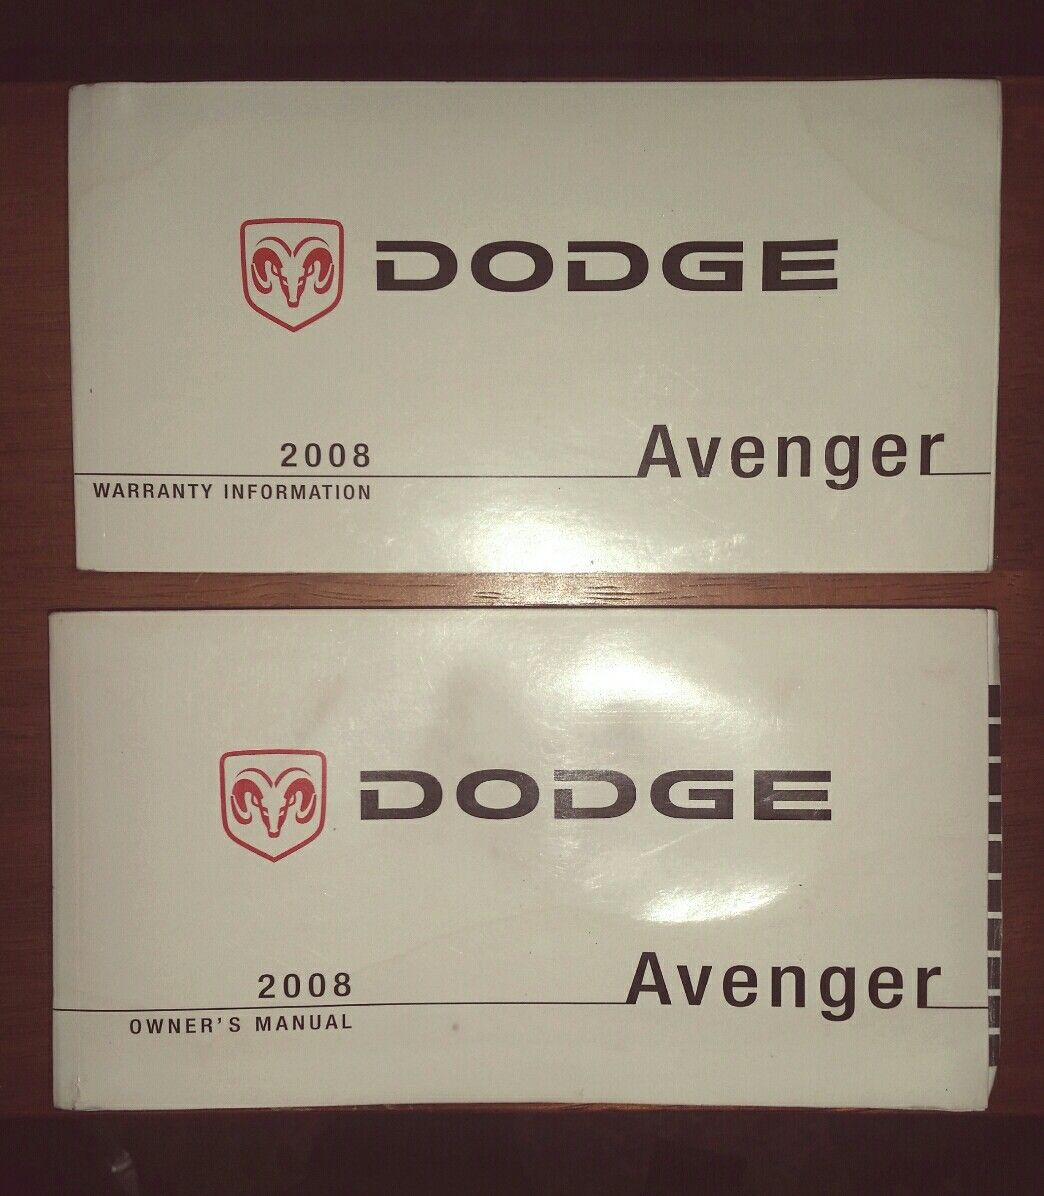 DODGE
Avenger
2008
WARRANTY INFORMATION
DODGE
Avenger
2008
OWNER'S MANUAL